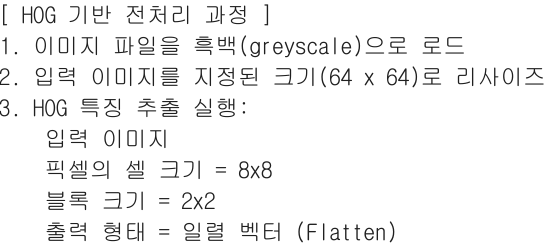 [ HOG 기반 전처리 과정 ]
1. 이미지 파일을 흑백(greyscale)으로 로드
2. 입력 이미지를 지정된 크기(64 x 64)로 리사이즈
3. HOG 특징 추출 실행:
입력 이미지
픽셀의 셀 크기 = 8x8
블록 크기 = 2x2
출력 형태 = 일렬 벡터 (Flatten)